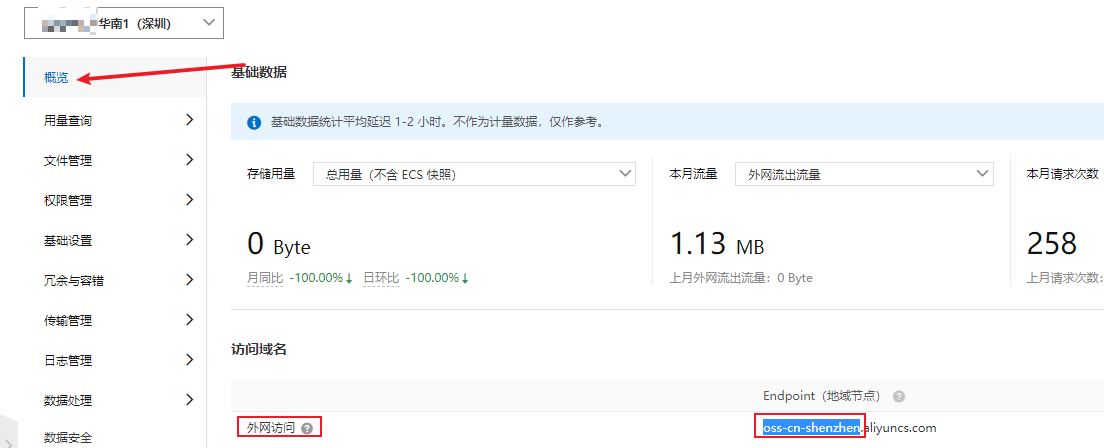 华南1（深圳）
概览
用量查询
文件管理
权限管理
基础设置
冗余与容错
传输管理
日志管理
数据处理
数据安全
基础数据
基础数据统计平均延迟 1-2 小时。不作为计量数据，仅作参考。
存储用量 总用量（不含 ECS 快照）
0 Byte
月同比 -100.00%↓ 日环比 -100.00%↓
本月流量 外网流出流量
1.13 MB
上月外网流出流量：0 Byte
本月请求次数
258
上月请求次数：
访问域名
Endpoint（地域节点） ?
外网访问 ? oss-cn-shenzhen.aliyuncs.com